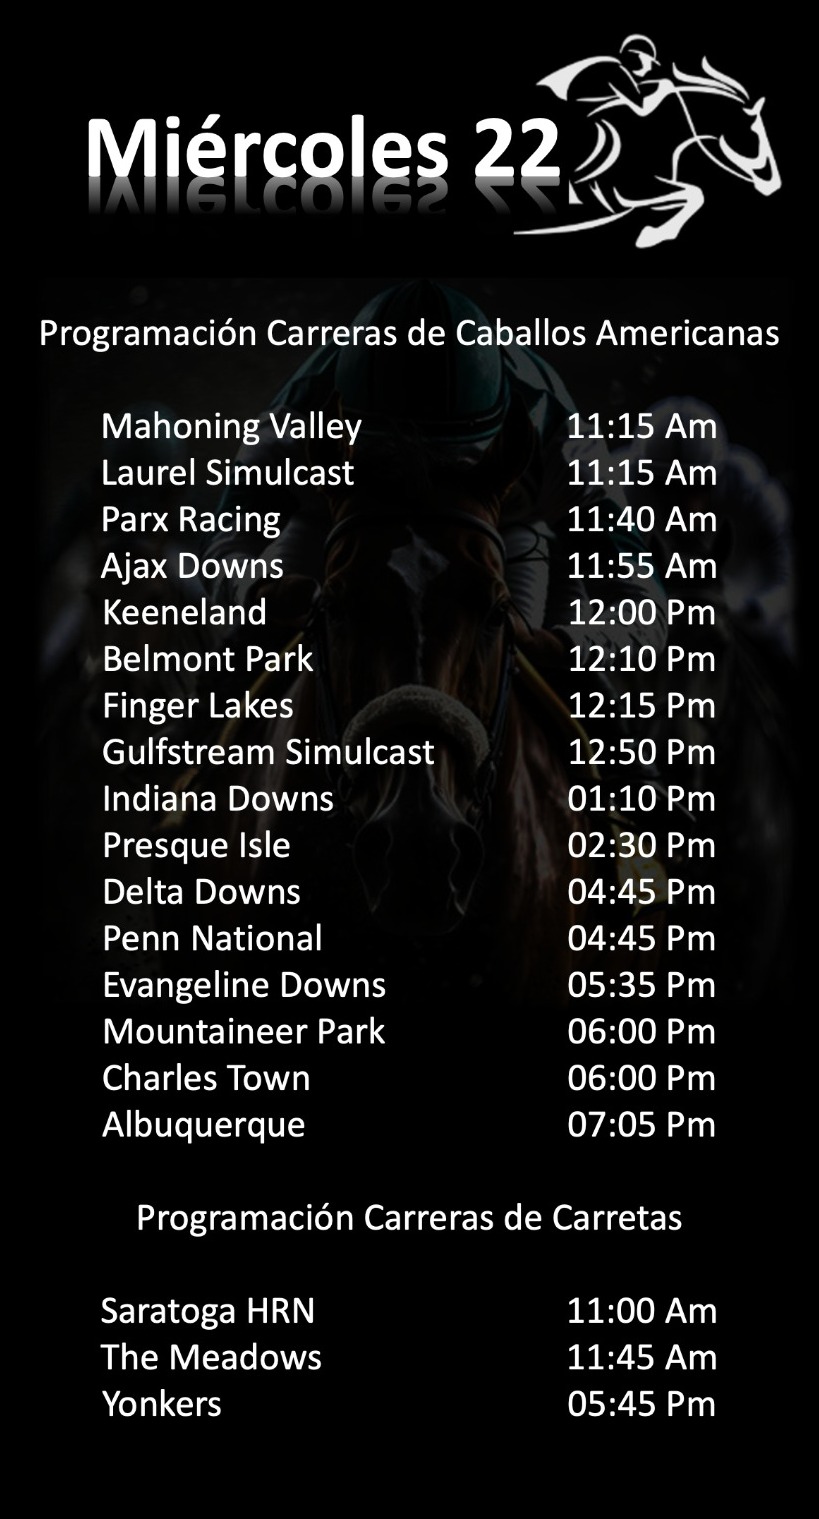 Miércoles 22
Programación Carreras de Caballos Americanas
Mahoning Valley 11:15 Am
Laurel Simulcast 11:15 Am
Parx Racing 11:40 Am
Ajax Downs 11:55 Am
Keeneland 12:00 Pm
Belmont Park 12:10 Pm
Finger Lakes 12:15 Pm
Gulfstream Simulcast 12:50 Pm
Indiana Downs 01:10 Pm
Presque Isle 02:30 Pm
Delta Downs 04:45 Pm
Penn National 04:45 Pm
Evangeline Downs 05:35 Pm
Mountaineer Park 06:00 Pm
Charles Town 06:00 Pm
Albuquerque 07:05 Pm
Programación Carreras de Carretas
Saratoga HRN 11:00 Am
The Meadows 11:45 Am
Yonkers 05:45 Pm